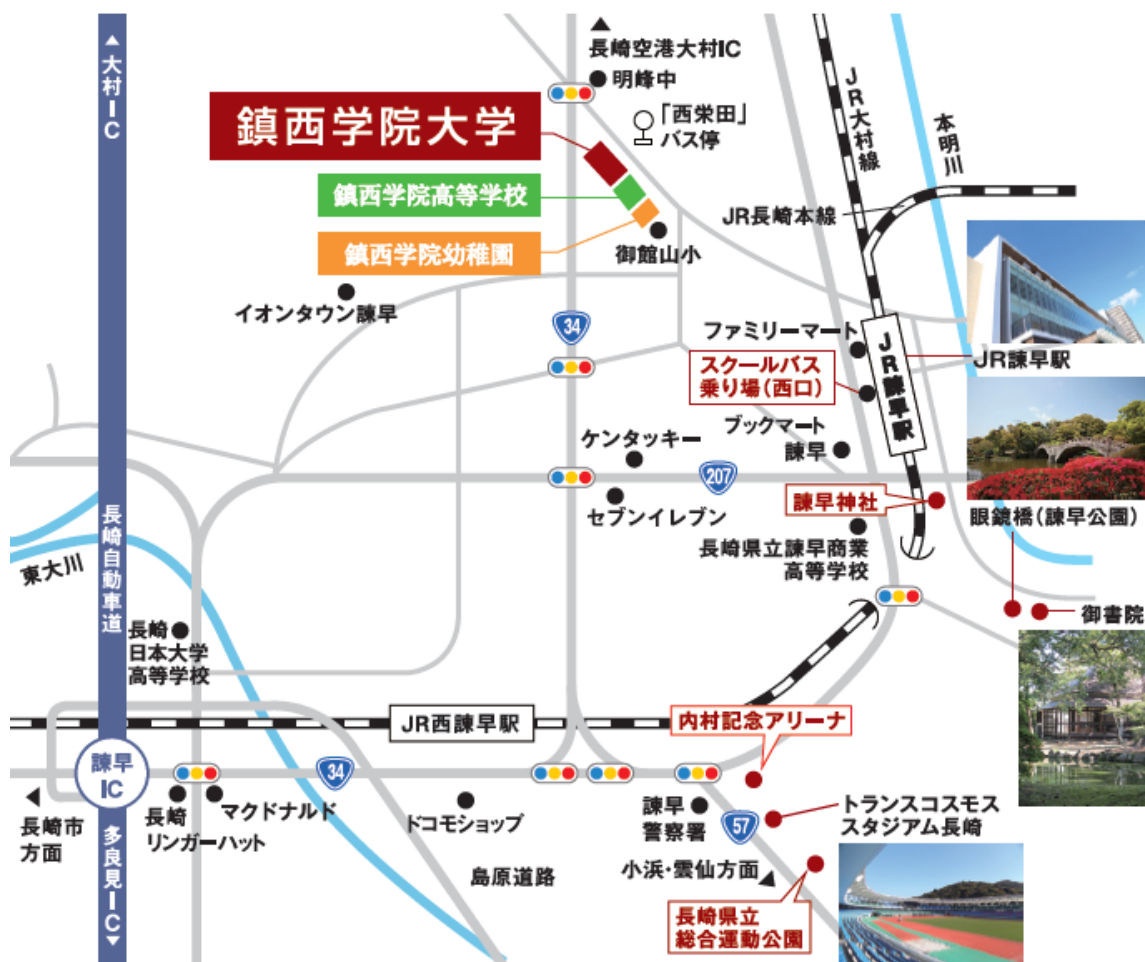 ▲大村IC
▲
長崎空港大村IC
明峰中
「西栄田」
バス停
鎮西学院大学
鎮西学院高等学校
鎮西学院幼稚園
御館山小
イオンタウン諫早
34
JR大村線
本明川
JR長崎本線
ファミリーマート
スクールバス
乗り場(西口)
JR諫早駅
JR諫早駅
ブックマート
諫早
ケンタッキー
207
セブンイレブン
諫早神社
眼鏡橋(諫早公園)
長崎県立諫早商業
高等学校
御書院
長崎自動車道
東大川
長崎
日本大学
高等学校
JR西諫早駅
内村記念アリーナ
諫早
IC
34
長崎市
方面
長崎
リンガーハット
マクドナルド
ドコモショップ
諫早
警察署
57
トランスコスモス
スタジアム長崎
島原道路
小浜・雲仙方面
長崎県立
総合運動公園
多良見IC▼